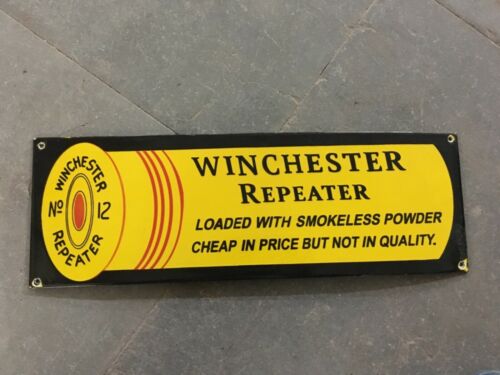 WINCHESTER
No 12
REPEATER
WINCHESTER
REPEATER
LOADED WITH SMOKELESS POWDER
CHEAP IN PRICE BUT NOT IN QUALITY.